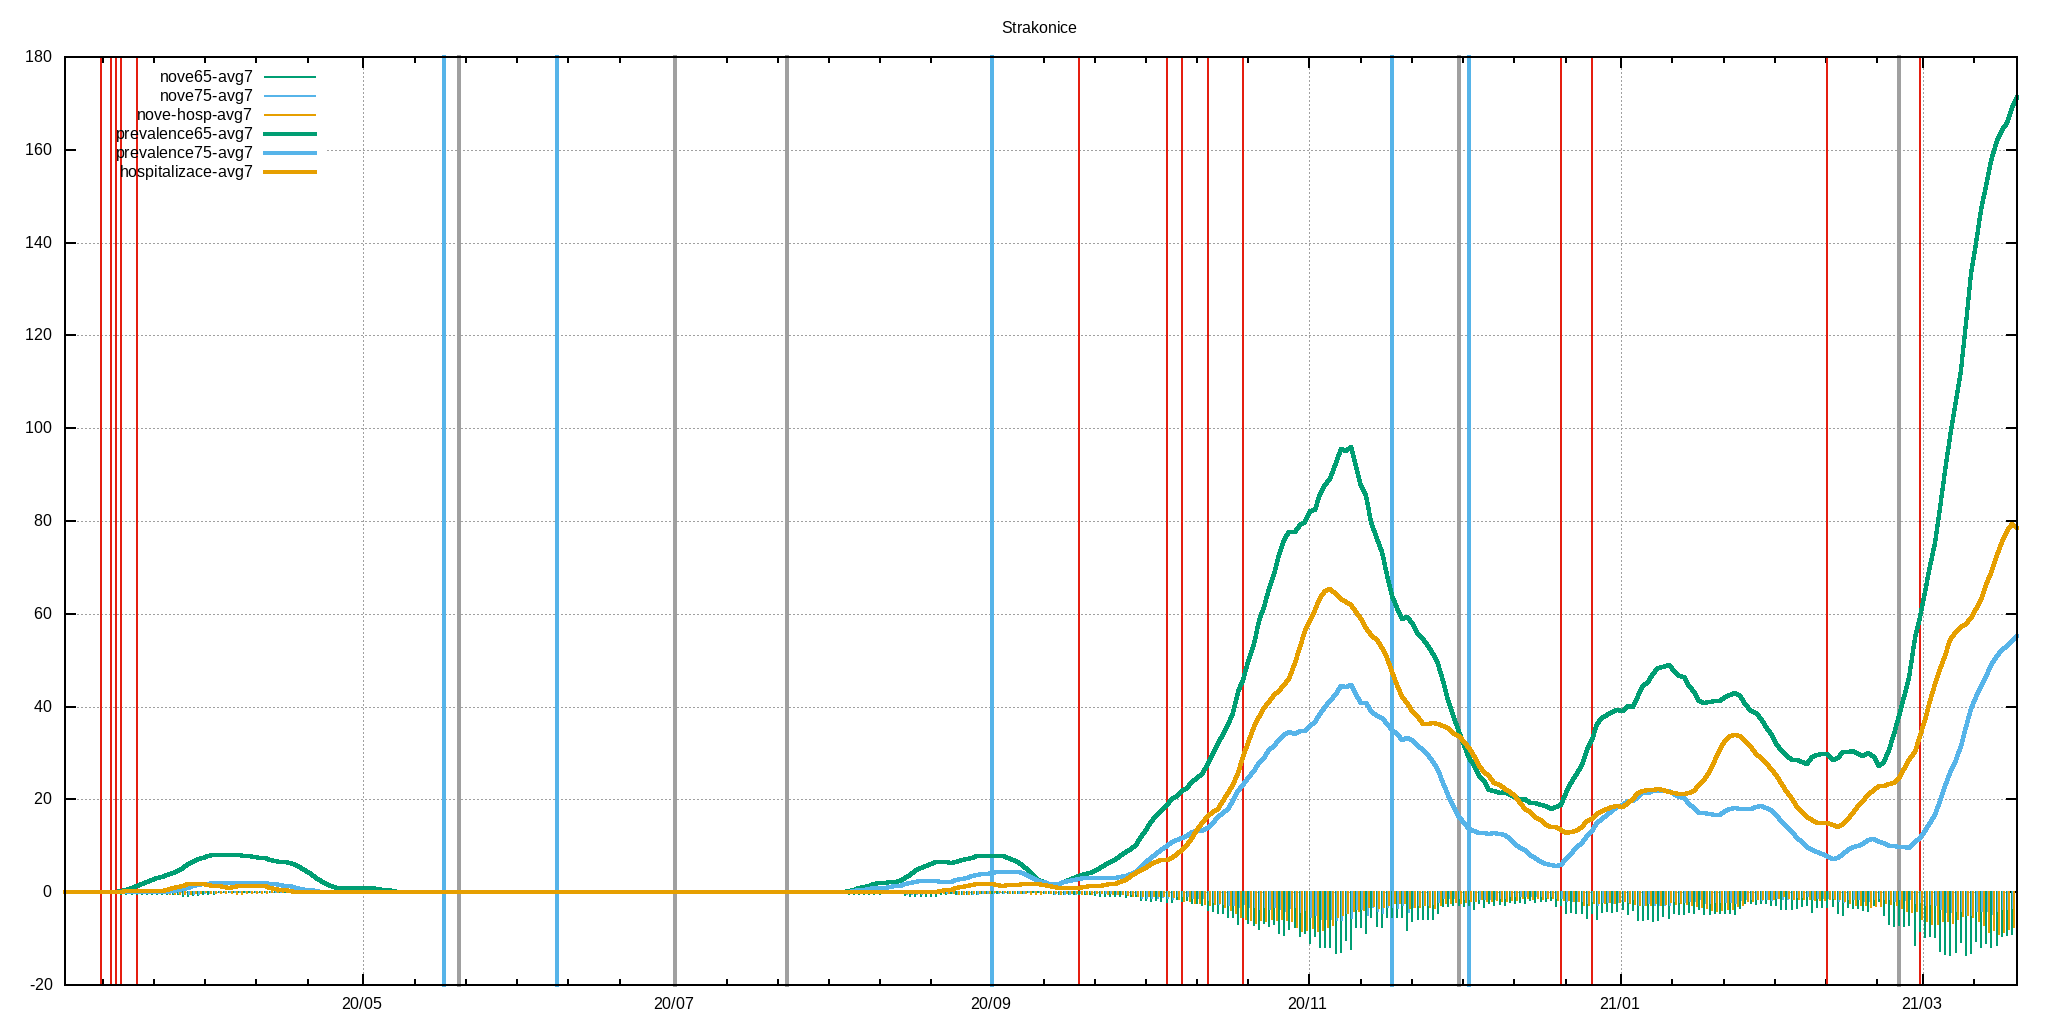 Strakonice
180
160
140
120
100
80
60
40
20
0
-20
nove65-avg7
nove75-avg7
nove-hosp-avg7
prevalence65-avg7
prevalence75-avg7
hospitalizace-avg7
20/05
20/07
20/09
20/11
21/01
21/03